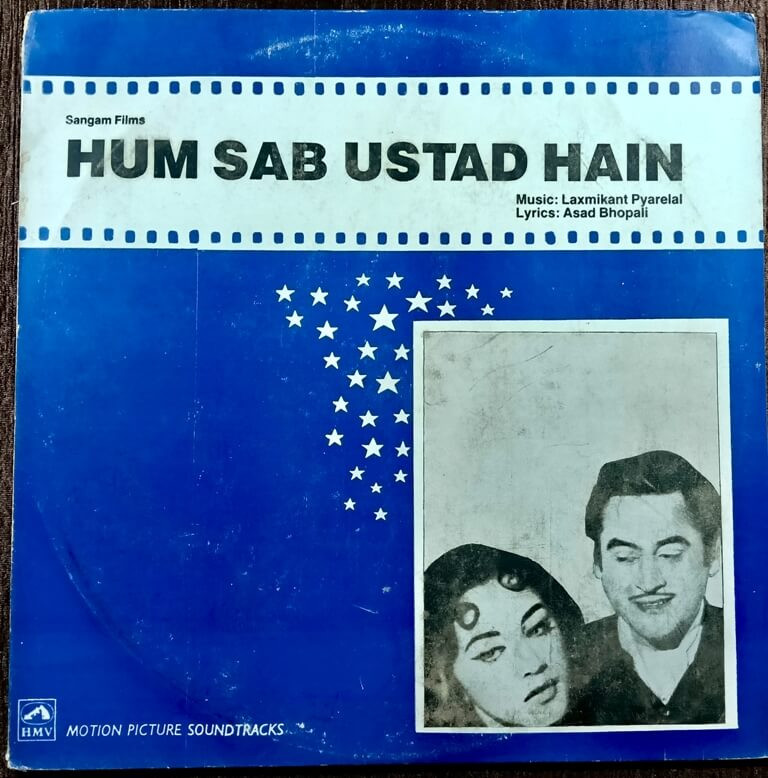 Sangam Films
HUM SAB USTAD HAIN
Music: Laxmikant Pyarelal
Lyrics: Asad Bhopali
HMV
MOTION PICTURE SOUNDTRACKS